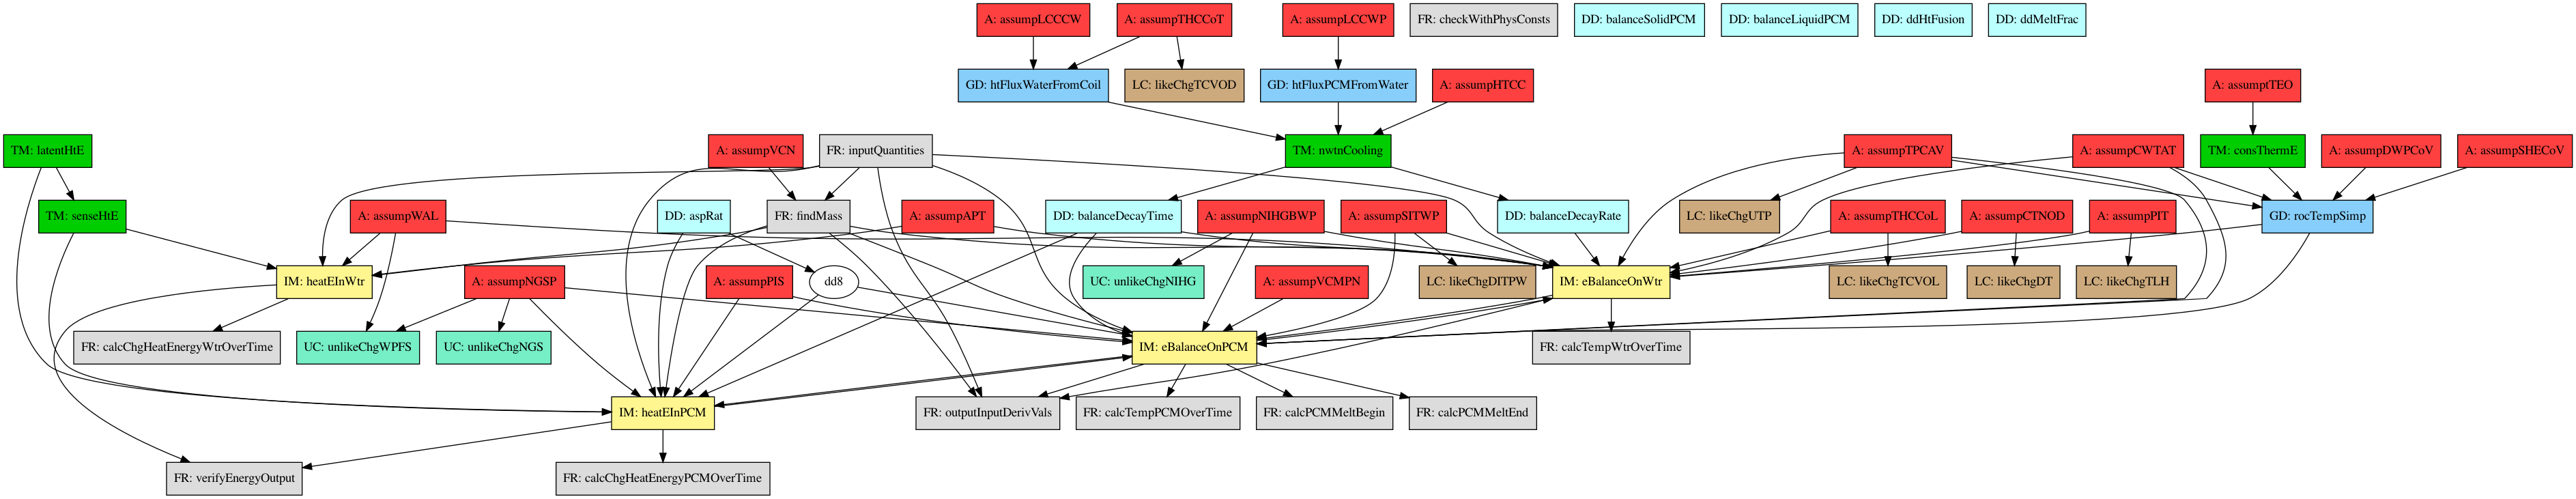 A: assumpLCCCW
A: assumpTHCCoT
A: assumpLCCWP
FR: checkWithPhysConsts
DD: balanceSolidPCM
DD: balanceLiquidPCM
DD: ddHtFusion
DD: ddMeltFrac
GD: htFluxWaterFromCoil
LC: likeChgTCVOD
GD: htFluxPCMFromWater
A: assumpHTCC
A: assumptTEO
TM: latentHtE
A: assumpVCN
FR: inputQuantities
TM: nwtnCooling
A: assumpTPCAV
A: assumpCWTAT
TM: consThermE
A: assumpDWPCoV
A: assumpSHECoV
TM: senseHtE
A: assumpWAL
DD: aspRat
FR: findMass
A: assumpAPT
DD: balanceDecayTime
A: assumpNIHGBWP
A: assumpSITWP
DD: balanceDecayRate
LC: likeChgUTP
A: assumpTHCCoL
A: assumpCTNOD
A: assumpPIT
GD: rocTempSimp
IM: heatEInWtr
A: assumpNGSP
A: assumpPIS
dd8
UC: unlikeChgNIHG
A: assumpVCMPN
LC: likeChgDITPW
IM: eBalanceOnWtr
LC: likeChgTCVOL
LC: likeChgDT
LC: likeChgTLH
FR: calcChgHeatEnergyWtrOverTime
UC: unlikeChgWPFS
UC: unlikeChgNGS
IM: eBalanceOnPCM
FR: calcTempWtrOverTime
IM: heatEInPCM
FR: outputInputDerivVals
FR: calcTempPCMOverTime
FR: calcPCMMeltBegin
FR: calcPCMMeltEnd
FR: verifyEnergyOutput
FR: calcChgHeatEnergyPCMOverTime